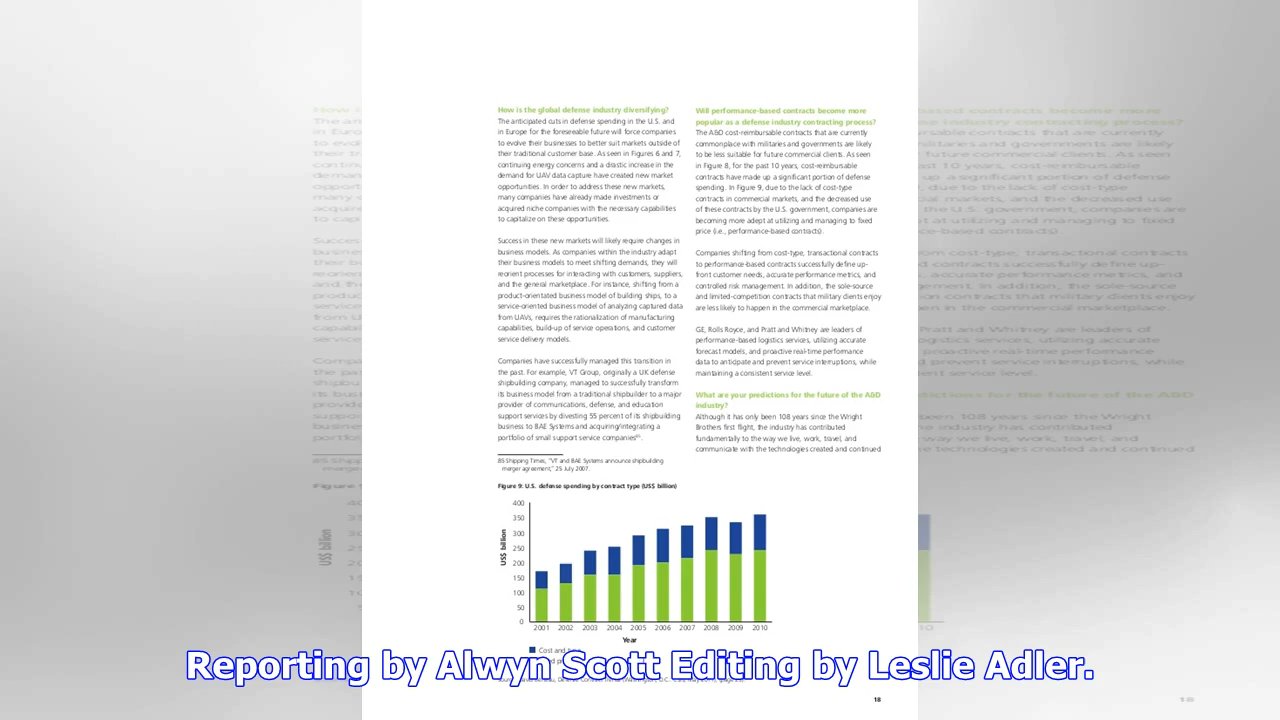 How is the global defense industry diversifying?
The anticipated cuts in defense spending in the U.S. and
in Europe for the foreseeable future will force companies
to evolve their businesses to better suit markets outside of
their traditional customer base. As seen in Figures 6 and 7,
continuing energy concerns and a drastic increase in the
demand for UAV data capture have created new market
opportunities. In order to address these new markets,
many companies have already made investments or
acquired niche companies with the necessary capabilities
to capitalize on these opportunities.
Success in these new markets will likely require changes in
business models. As companies within the industry adapt
their business models to meet shifting demands, they will
reorient processes for interacting with customers, suppliers,
and the general marketplace. For instance, shifting from a
product-orientated business model of building ships, to a
service-oriented business model of analyzing captured data
from UAVs, requires the rationalization of manufacturing
capabilities, build-up of service operations, and customer
service delivery models.
Companies have successfully managed this transition in
the past. For example, VT Group, originally a UK defense
shipbuilding company, managed to successfully transform
its business model from a traditional shipbuilder to a major
provider of communications, defense, and education
support services by divesting 55 percent of its shipbuilding
business to BAE Systems and acquiring/integrating a
portfolio of small support service companies⁸⁵.
85 Shipping Times, "VT and BAE Systems announce shipbuilding
merger agreement," 25 July 2007.
Will performance-based contracts become more
popular as a defense industry contracting process?
The A&D cost-reimbursable contracts that are currently
commonplace with militaries and governments are likely
to be less suitable for future commercial clients. As seen
in Figure 8, for the past 10 years, cost-reimbursable
contracts have made up a significant portion of defense
spending. In Figure 9, due to the lack of cost-type
contracts in commercial markets, and the decreased use
of these contracts by the U.S. government, companies are
becoming more adept at utilizing and managing to fixed
price (i.e., performance-based contracts).
Companies shifting from cost-type, transactional contracts
to performance-based contracts successfully define up-
front customer needs, accurate performance metrics, and
controlled risk management. In addition, the sole-source
and limited-competition contracts that military clients enjoy
are less likely to happen in the commercial marketplace.
GE, Rolls Royce, and Pratt and Whitney are leaders of
performance-based logistics services, utilizing accurate
forecast models, and proactive real-time performance
data to anticipate and prevent service interruptions, while
maintaining a consistent service level.
What are your predictions for the future of the A&D
industry?
Although it has only been 108 years since the Wright
Brothers first flight, the industry has contributed
fundamentally to the way we live, work, travel, and
communicate with the technologies created and continued
Figure 9: U.S. defense spending by contract type (US$ billion)
US$ billion
400
350
300
250
200
150
100
50
0
2001 2002 2003 2004 2005 2006 2007 2008 2009 2010
Year
Cost and
Reporting by Alwyn Scott Editing by Leslie Adler.
18